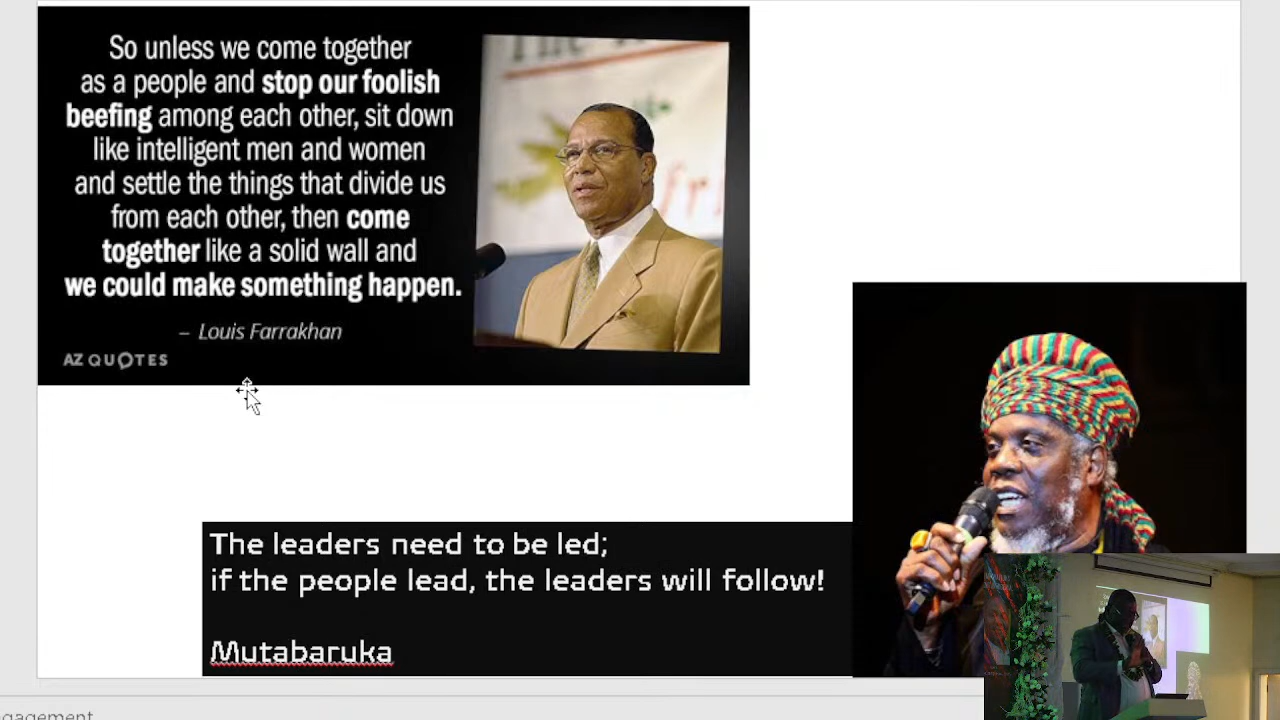 So unless we come together
as a people and stop our foolish
beefing among each other, sit down
like intelligent men and women
and settle the things that divide us
from each other, then come
together like a solid wall and
we could make something happen.
– Louis Farrakhan
AZ QUOTES
The leaders need to be led;
if the people lead, the leaders will follow!
Mutabaruka